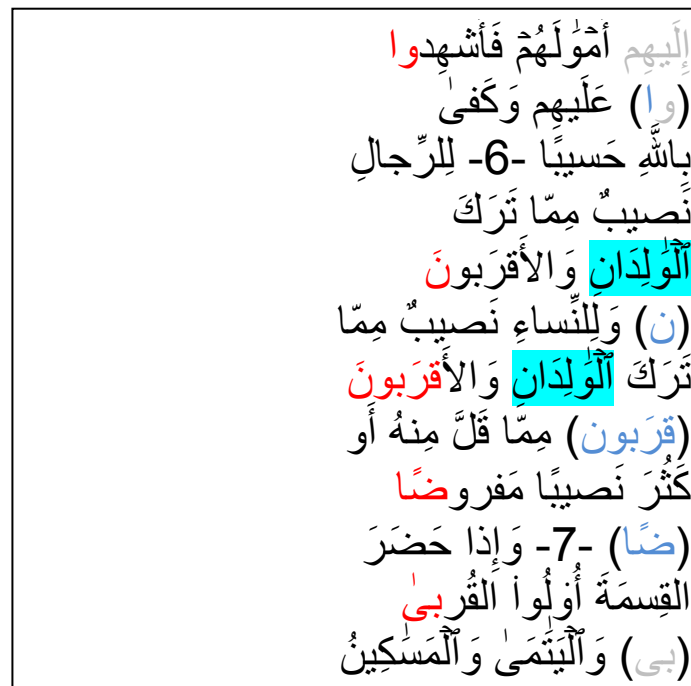 إِلَيهِم أَمۡوَٰلَهُمۡ فَأَشهِدوا
(وا) عَلَيهِم وَكَفىٰ
بِاللَّهِ حَسيبًا -6- لِلرِّجالِ
نَصيبٌ مِمّا تَرَكَ
ٱلۡوَٰلِدَانِ وَالأَقرَبونَ
(ن) وَلِلنِّساءِ نَصيبٌ مِمّا
تَرَكَ ٱلۡوَٰلِدَانِ وَالأَقرَبونَ
(قرَبون) مِمّا قَلَّ مِنهُ أَو
كَثُرَ نَصيبًا مَفروضًا
(ضًا) -7- وَإِذا حَضَرَ
القِسمَةَ أُولُواْ القُربىٰ
(بى) وَٱلۡيَتَٰمَىٰ وَٱلۡمَسَٰكِينُ